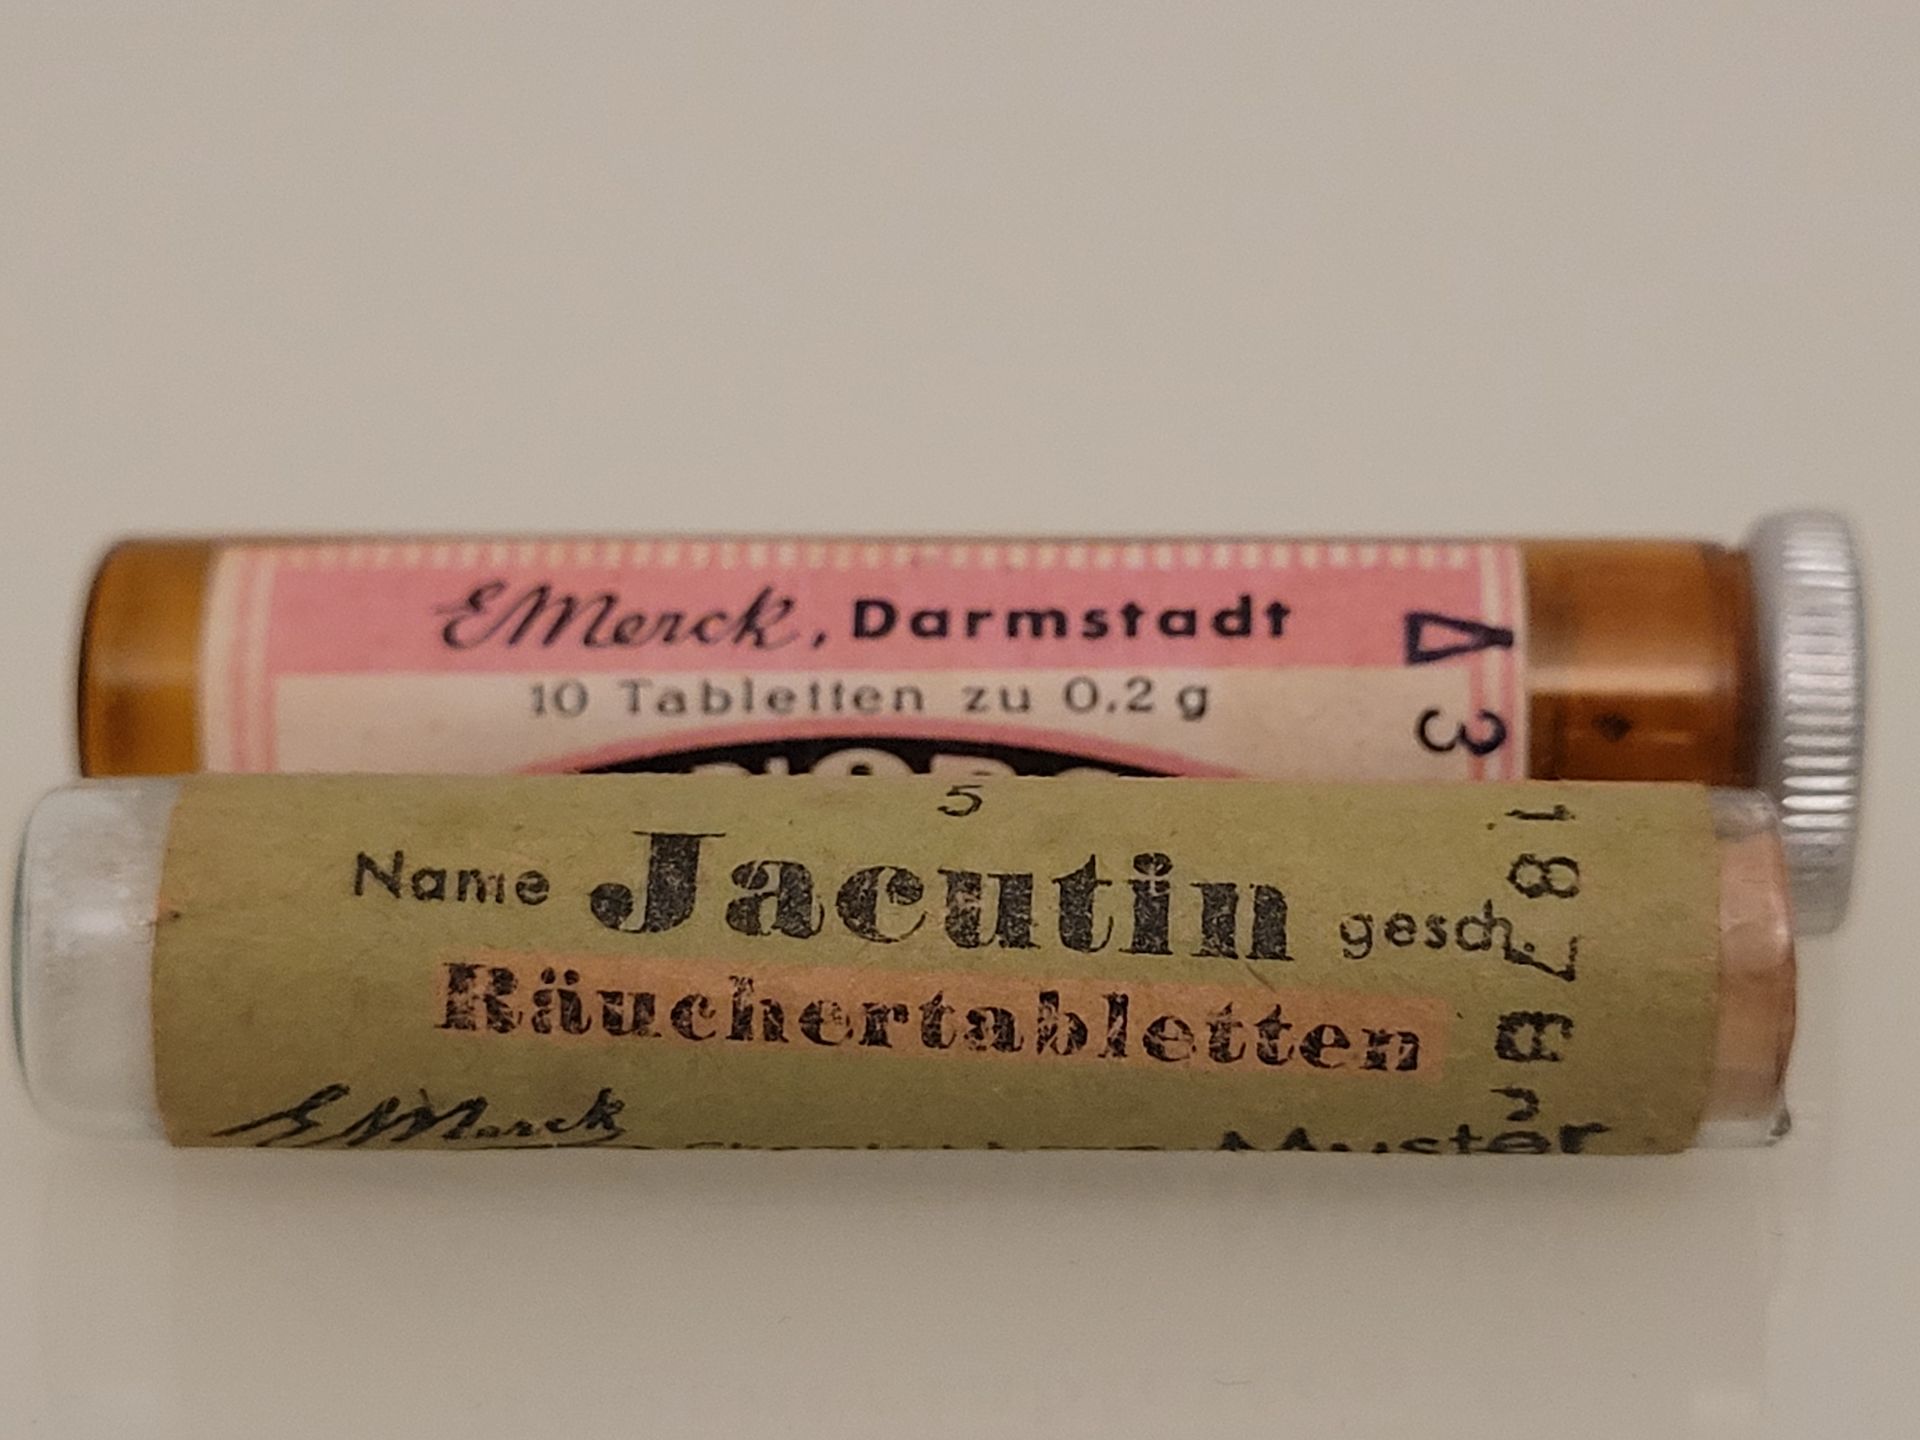 E Merck, Darmstadt
10 Tabletten zu 0,2 g
Δ 3
5
Name Jacutin gesch.
Räuchertabletten
E Merck
Muster